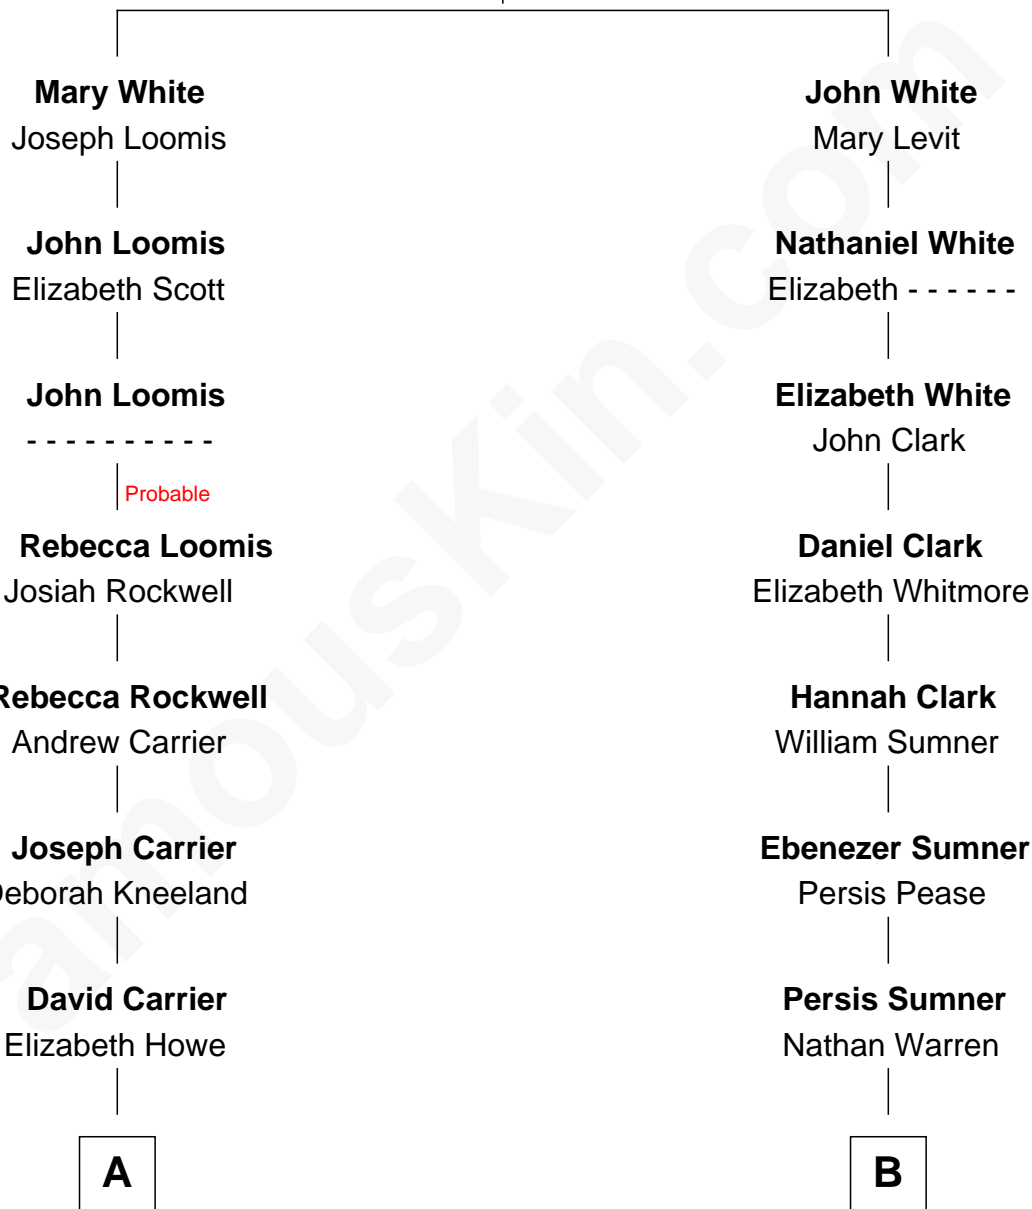 Mary White
Joseph Loomis
John Loomis
Elizabeth Scott
John Loomis
- - - - - - - - - -
Probable
Rebecca Loomis
Josiah Rockwell
Rebecca Rockwell
Andrew Carrier
Joseph Carrier
Deborah Kneeland
David Carrier
Elizabeth Howe
A
John White
Mary Levit
Nathaniel White
Elizabeth - - - - - -
Elizabeth White
John Clark
Daniel Clark
Elizabeth Whitmore
Hannah Clark
William Sumner
Ebenezer Sumner
Persis Pease
Persis Sumner
Nathan Warren
B
amouskin.com